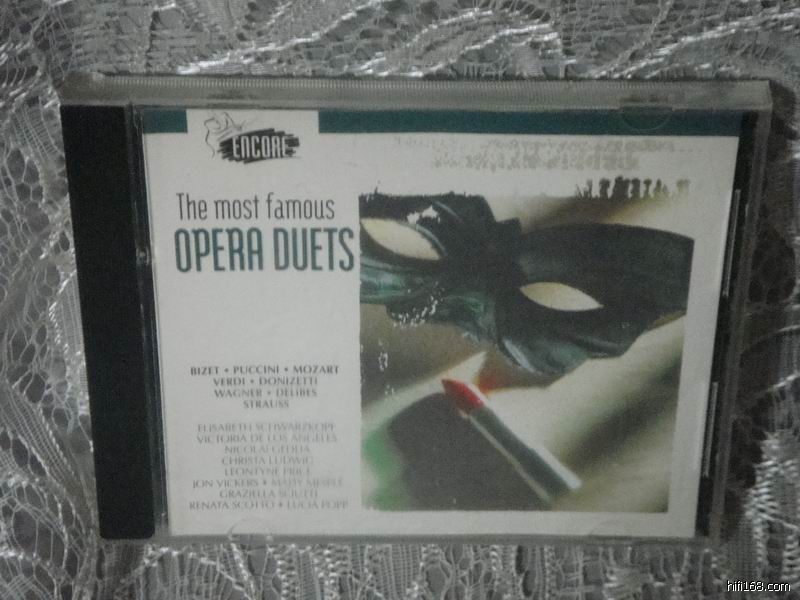 ENCORE
The most famous
OPERA DUETS
BIZET • PUCCINI • MOZART
VERDI • DONIZETTI
WAGNER • DELIBES
STRAUSS
ELISABETH SCHWARZKOPF
VICTORIA DE LOS ANGELES
NICOLAI GEDDA
CHRISTA LUDWIG
LEONTYNE PRICE
JON VICKERS • MADY MESPLÉ
GRAZIELLA SCIUTTI
RENATA SCOTTO • LUCIA POPP
hifi168.com